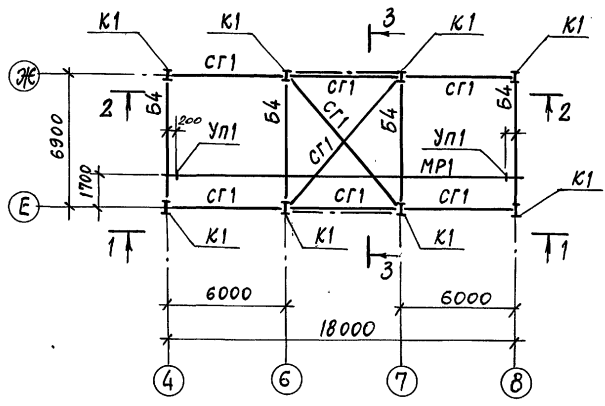 3
К1 К1 К1 К1
СГ1 СГ1 СГ1
Ж
2 Б4 200 УП1 Б4 СГ1 СГ1 Б4 УП1 Б4 2
6900
1700
МР1
К1
СГ1 СГ1 СГ1
Е
1 К1 К1 К1 1
3
6000 6000
18000
4 6 7 8